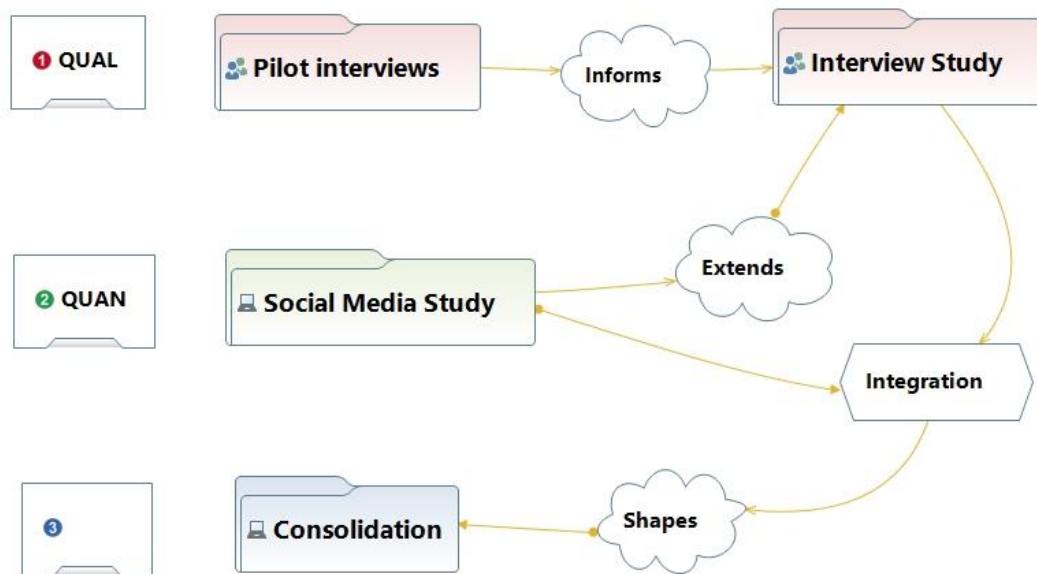 1 QUAL
Pilot interviews
Informs
Interview Study
2 QUAN
Social Media Study
Extends
Integration
3
Consolidation
Shapes